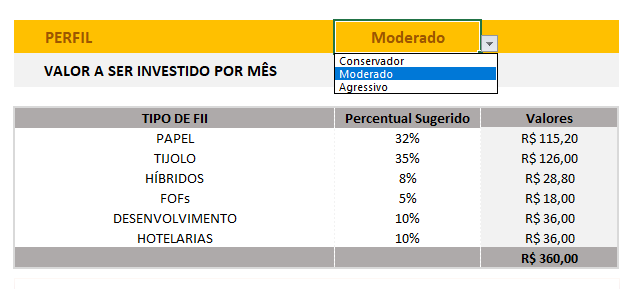 PERFIL Moderado
Conservador
VALOR A SER INVESTIDO POR MÊS Moderado
Agressivo
TIPO DE FII Percentual Sugerido Valores
PAPEL 32% R$ 115,20
TIJOLO 35% R$ 126,00
HÍBRIDOS 8% R$ 28,80
FOFs 5% R$ 18,00
DESENVOLVIMENTO 10% R$ 36,00
HOTELARIAS 10% R$ 36,00
R$ 360,00